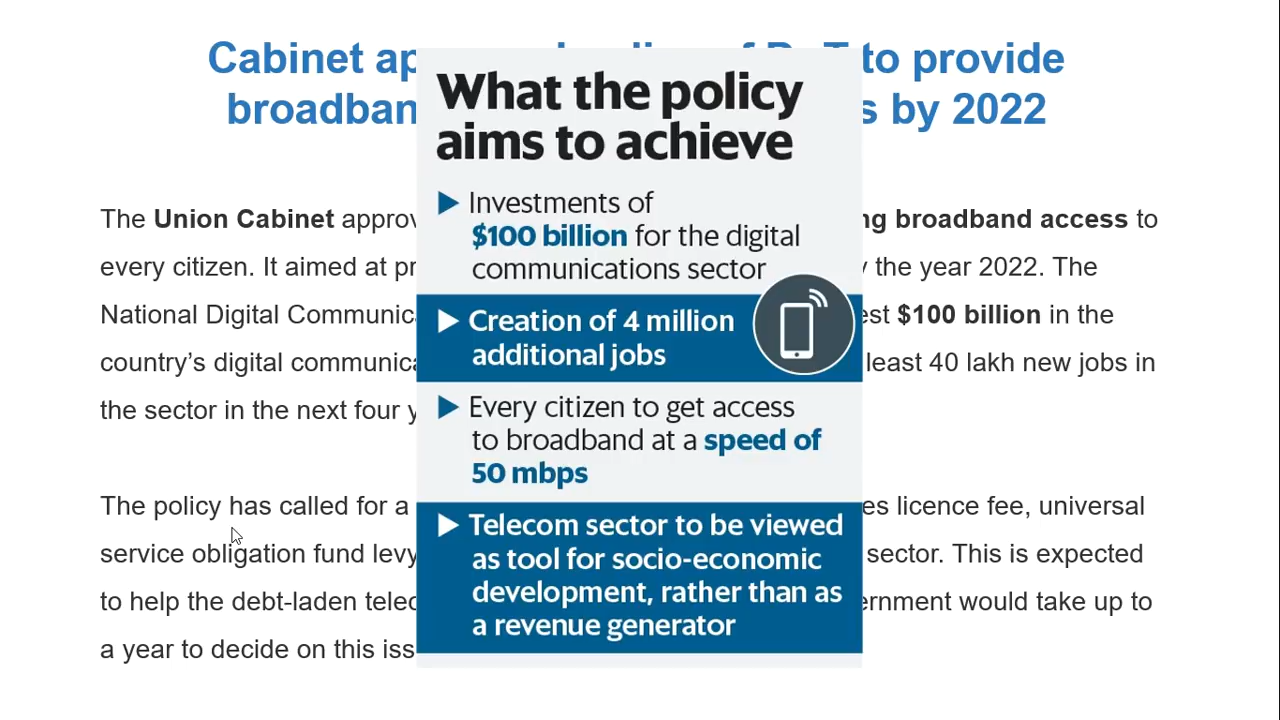 Cabinet ap to provide
broadban s by 2022
What the policy
aims to achieve
The Union Cabinet approv ng broadband access to
every citizen. It aimed at pr the year 2022. The
National Digital Communic est $100 billion in the
country’s digital communica least 40 lakh new jobs in
the sector in the next four y
The policy has called for a es licence fee, universal
service obligation fund levy sector. This is expected
to help the debt-laden telec ernment would take up to
a year to decide on this iss
Investments of
$100 billion for the digital
communications sector
Creation of 4 million
additional jobs
Every citizen to get access
to broadband at a speed of
50 mbps
Telecom sector to be viewed
as tool for socio-economic
development, rather than as
a revenue generator